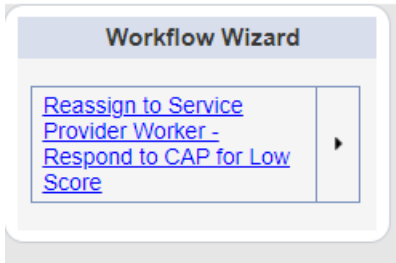 Workflow Wizard
Reassign to Service
Provider Worker -
Respond to CAP for Low
Score